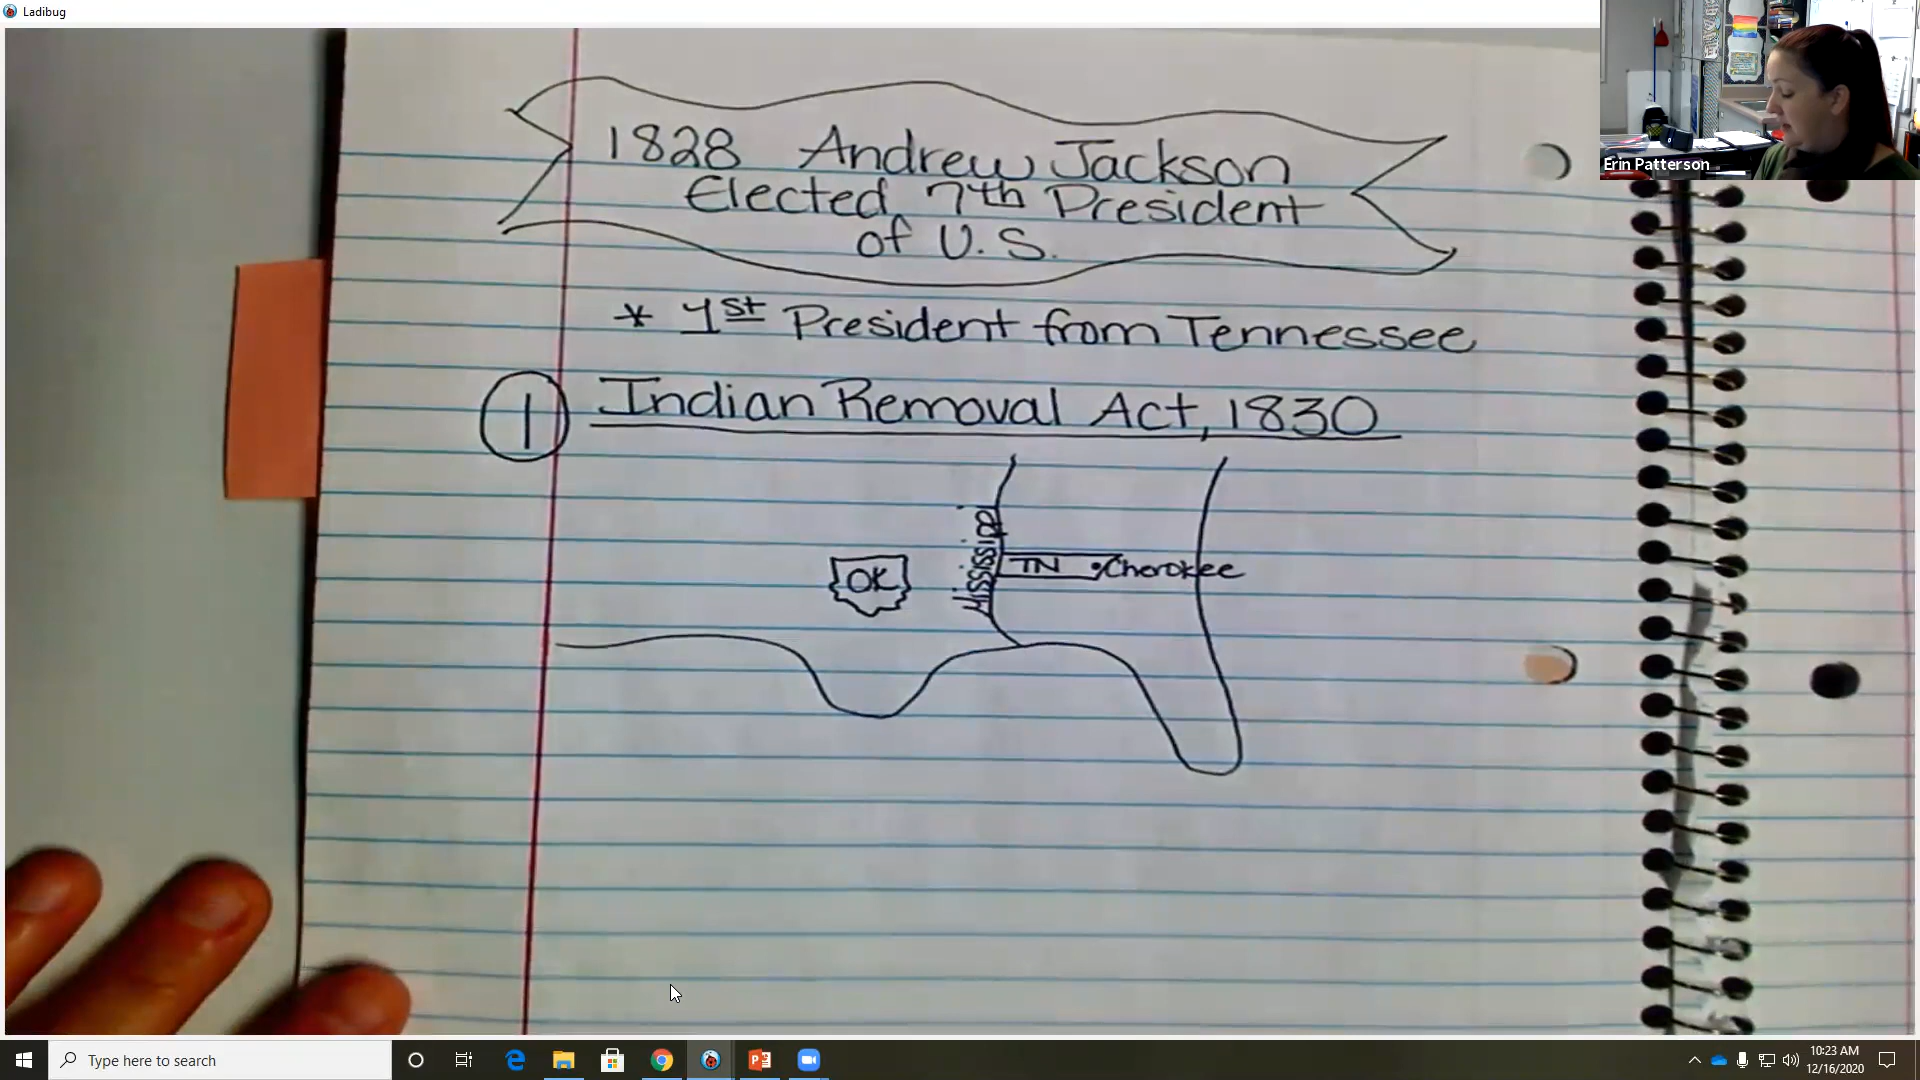 Ladibug
1828 Andrew Jackson
Elected 7th President
of U.S.
* 1st President from Tennessee
1 Indian Removal Act, 1830
Mississippi
TN
Cherokee
OK
Erin Patterson
Type here to search
10:23 AM
12/16/2020